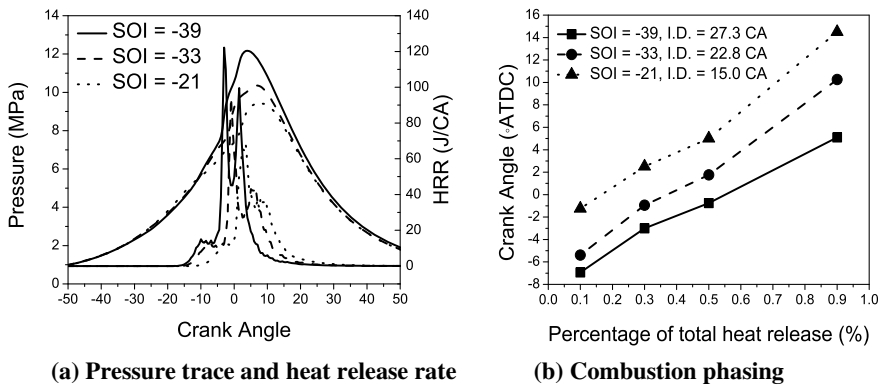 14
12
10
8
6
4
2
0
Pressure (MPa)
SOI = -39
SOI = -33
SOI = -21
140
120
100
80
60
40
20
0
HRR (J/CA)
-50 -40 -30 -20 -10 0 10 20 30 40 50
Crank Angle
(a) Pressure trace and heat release rate
16
14
12
10
8
6
4
2
0
-2
-4
-6
-8
Crank Angle (◦ATDC)
SOI = -39, I.D. = 27.3 CA
SOI = -33, I.D. = 22.8 CA
SOI = -21, I.D. = 15.0 CA
0.0 0.1 0.2 0.3 0.4 0.5 0.6 0.7 0.8 0.9 1.0
Percentage of total heat release (%)
(b) Combustion phasing